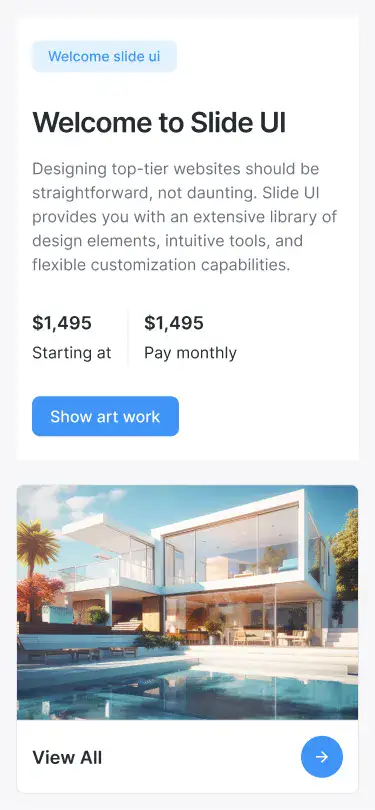 Welcome slide ui
Welcome to Slide UI
Designing top-tier websites should be
straightforward, not daunting. Slide UI
provides you with an extensive library of
design elements, intuitive tools, and
flexible customization capabilities.
$1,495
Starting at
$1,495
Pay monthly
Show art work
View All